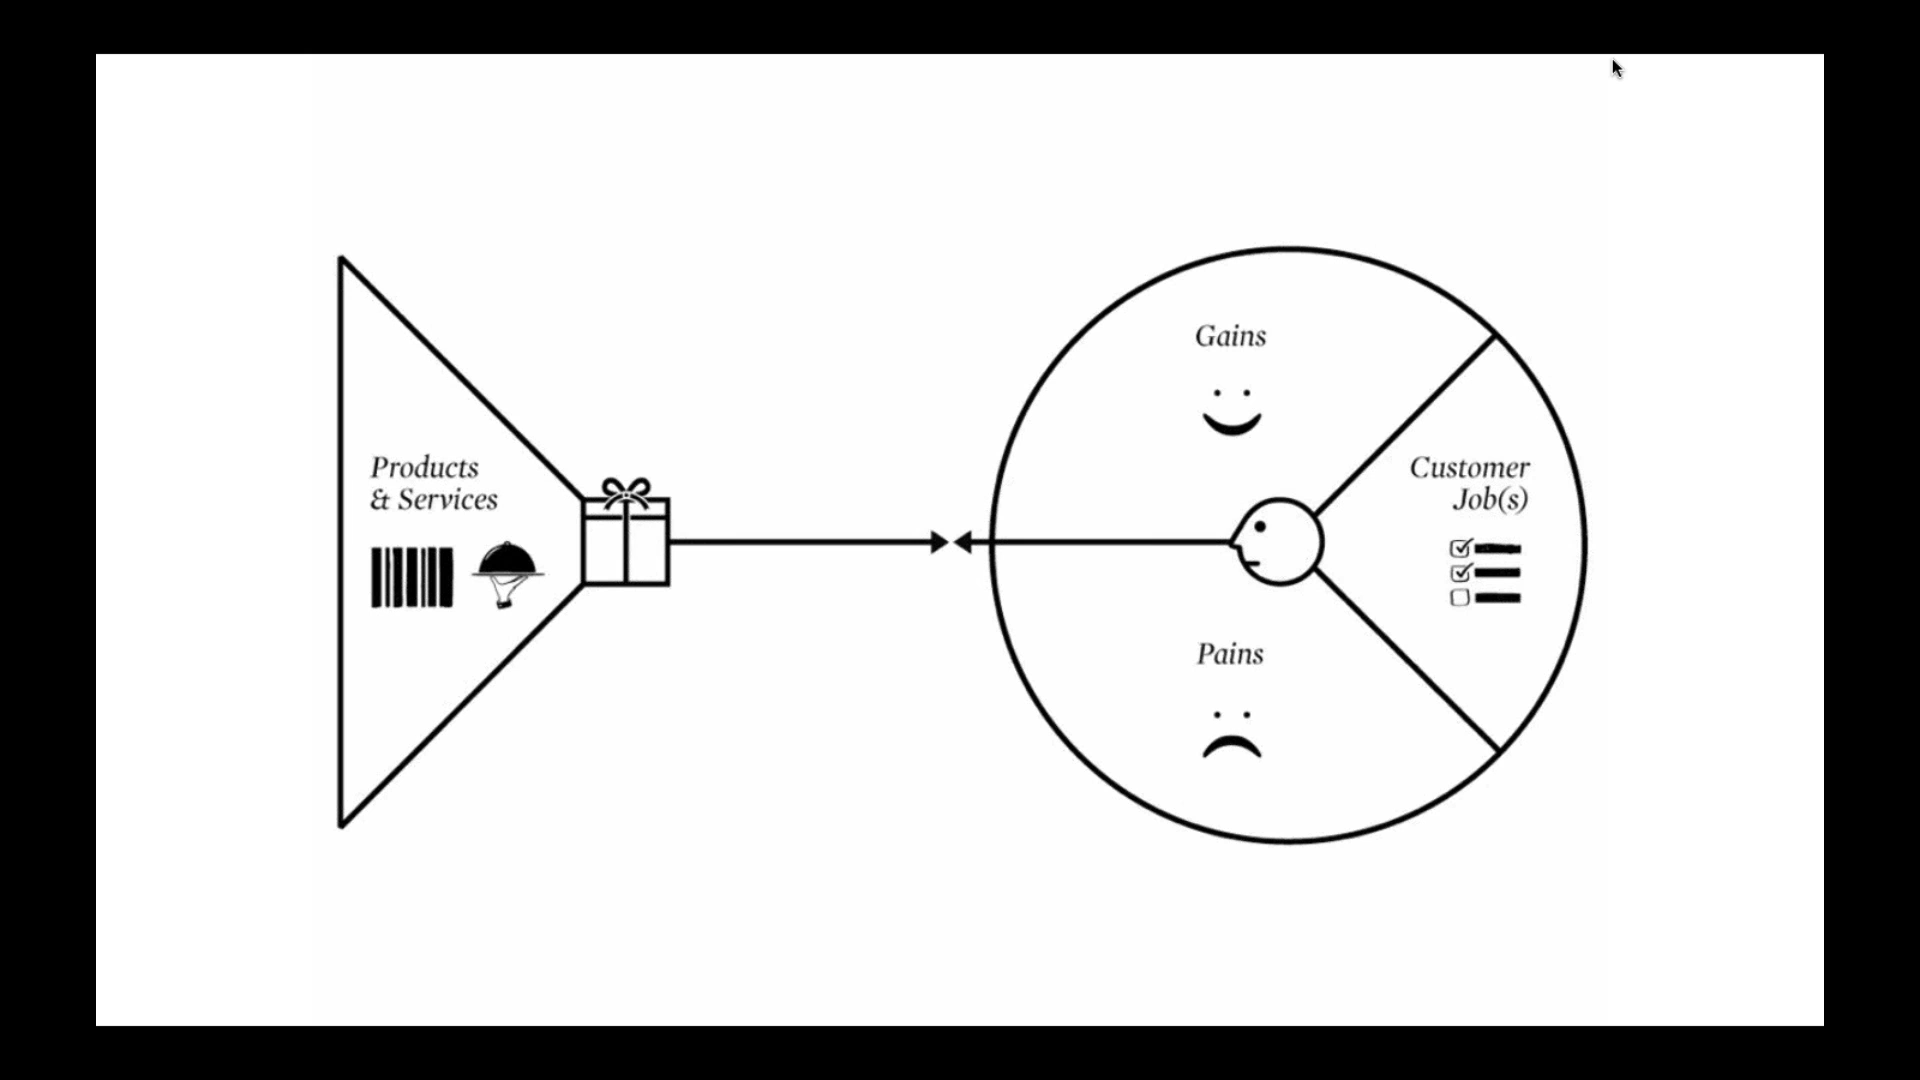 Products
& Services
Gains
Customer
Job(s)
Pains